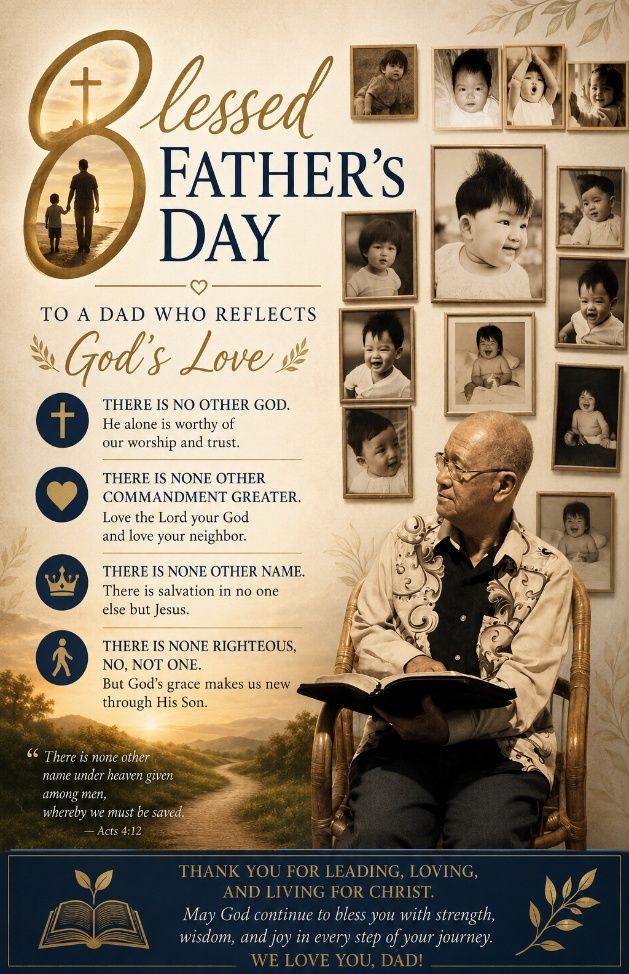 Blessed
FATHER'S
DAY
TO A DAD WHO REFLECTS
God's Love
THERE IS NO OTHER GOD.
He alone is worthy of
our worship and trust.
THERE IS NONE OTHER
COMMANDMENT GREATER.
Love the Lord your God
and love your neighbor.
THERE IS NONE OTHER NAME.
There is salvation in no one
else but Jesus.
THERE IS NONE RIGHTEOUS,
NO, NOT ONE.
But God's grace makes us new
through His Son.
“ There is none other
name under heaven given
among men,
whereby we must be saved.
— Acts 4:12
THANK YOU FOR LEADING, LOVING,
AND LIVING FOR CHRIST.
May God continue to bless you with strength,
wisdom, and joy in every step of your journey.
WE LOVE YOU, DAD!